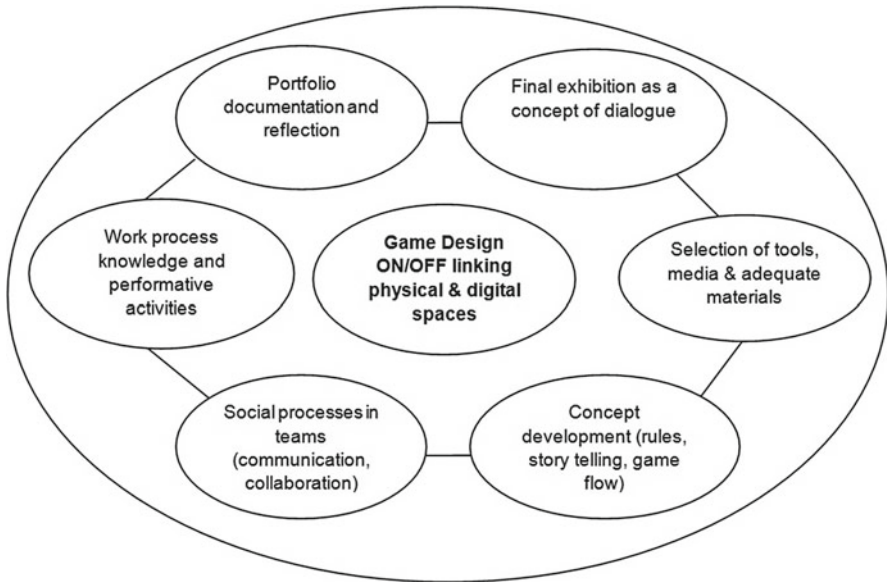 Portfolio
documentation and
reflection
Final exhibition as a
concept of dialogue
Work process
knowledge and
performative
activities
Game Design
ON/OFF linking
physical & digital
spaces
Selection of tools,
media & adequate
materials
Social processes in
teams
(communication,
collaboration)
Concept
development (rules,
story telling, game
flow)